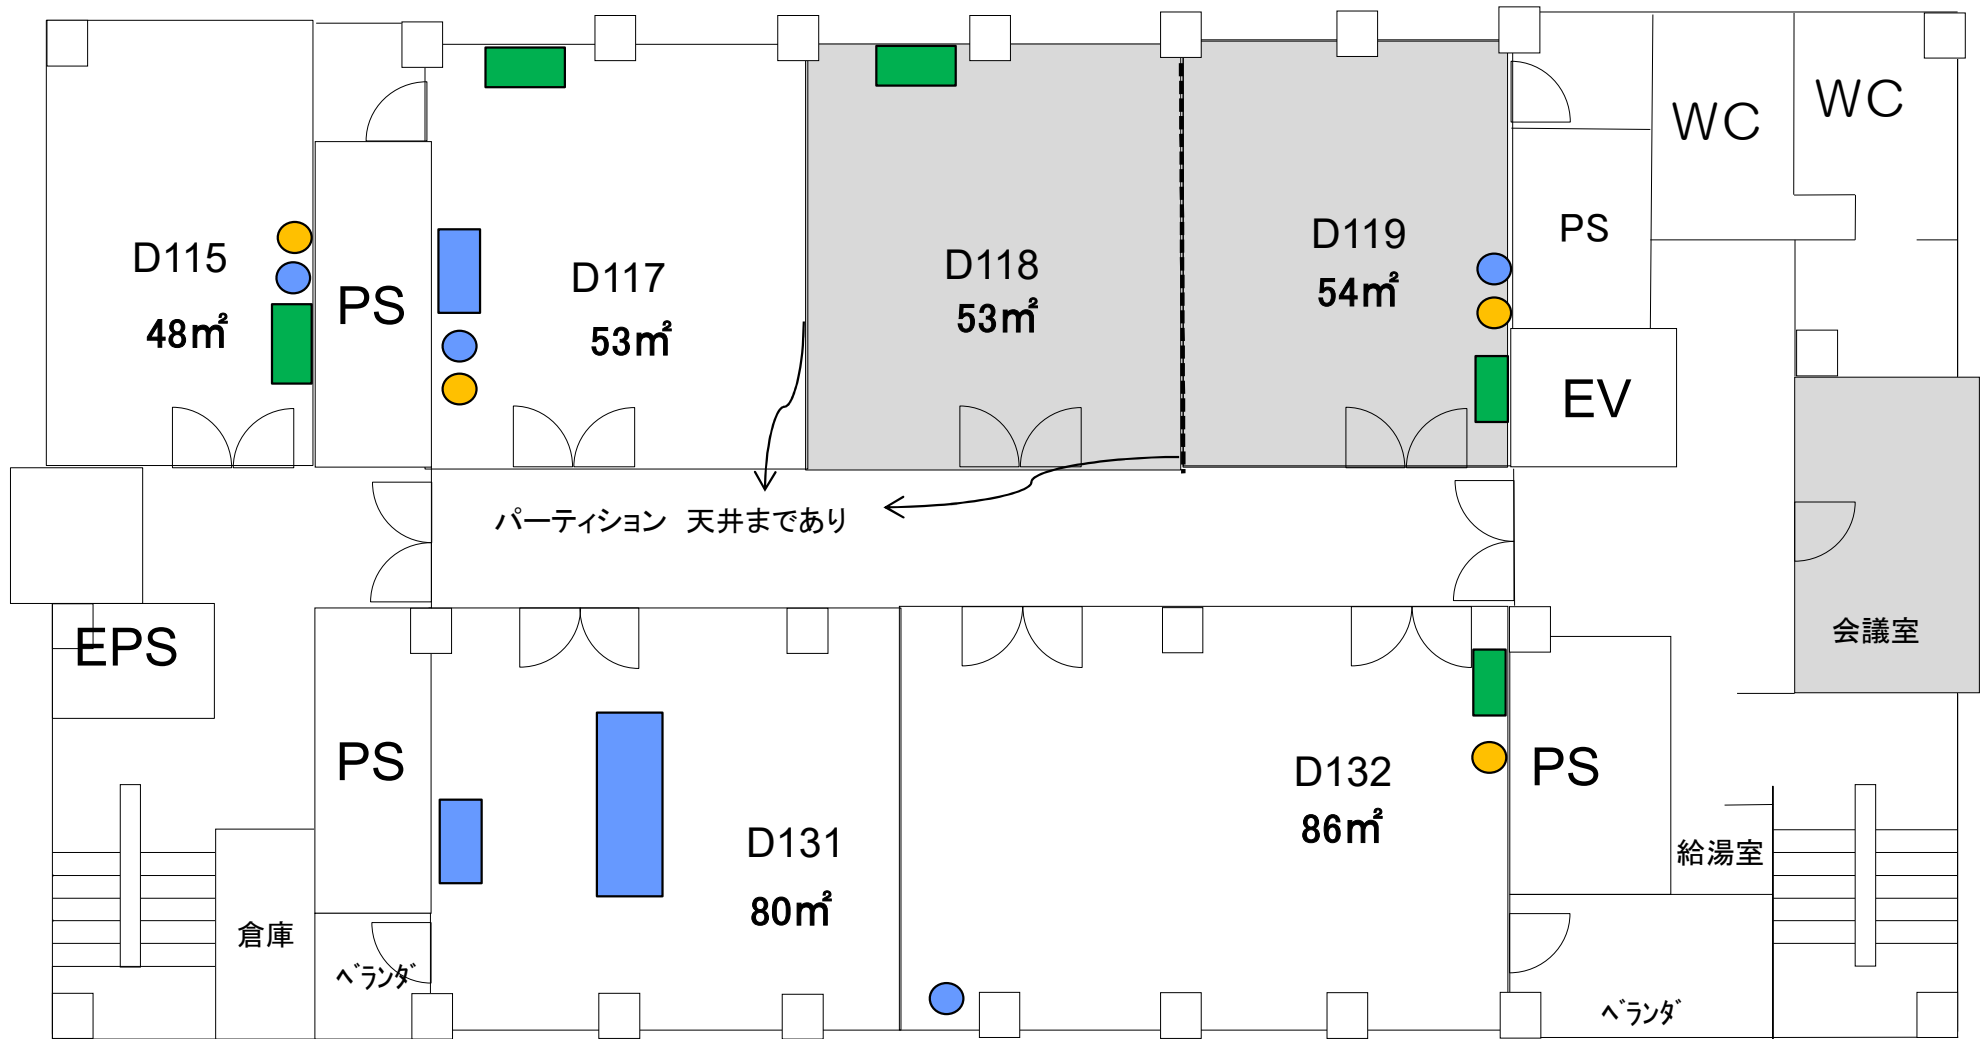 WC
WC
D115
48㎡
PS
D117
53㎡
D118
53㎡
D119
54㎡
PS
EV
パーティション　天井まであり
EPS
会議室
PS
D131
80㎡
D132
86㎡
PS
給湯室
倉庫
ﾍﾞﾗﾝﾀﾞ
ﾍﾞﾗﾝﾀﾞ